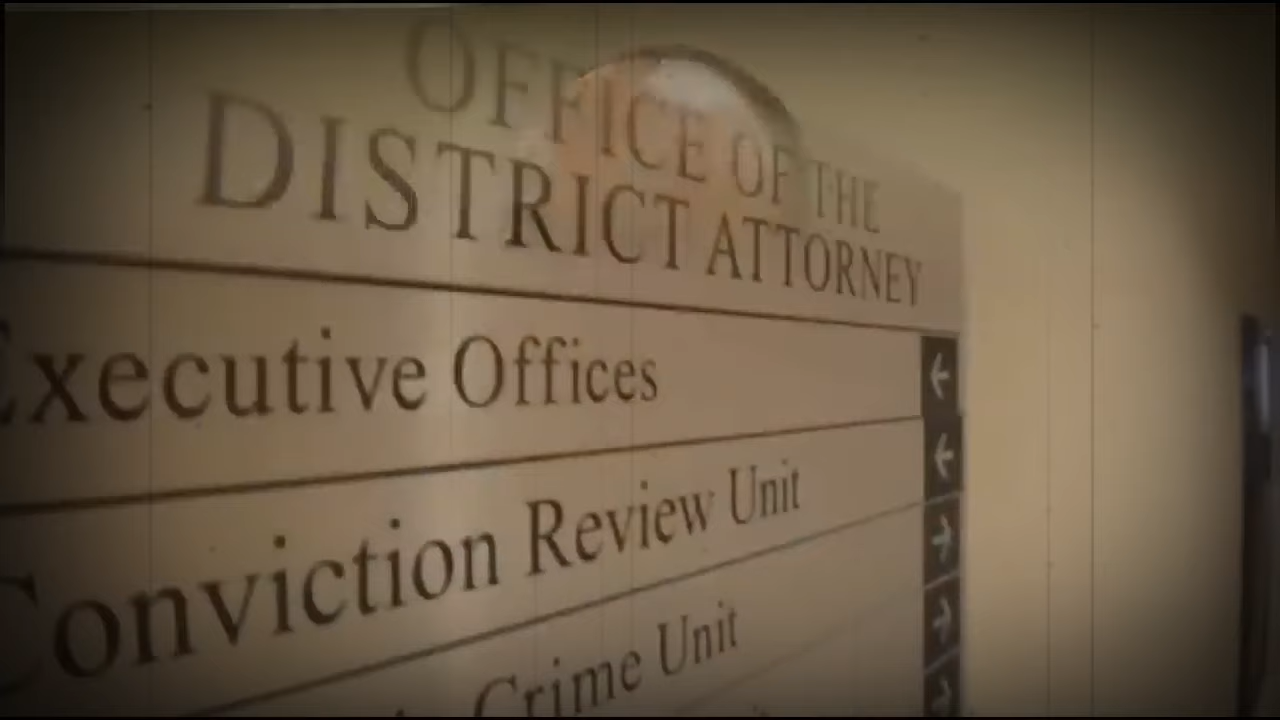 OFFICE OF THE
DISTRICT ATTORNEY
Executive Offices
Conviction Review Unit
Crime Unit